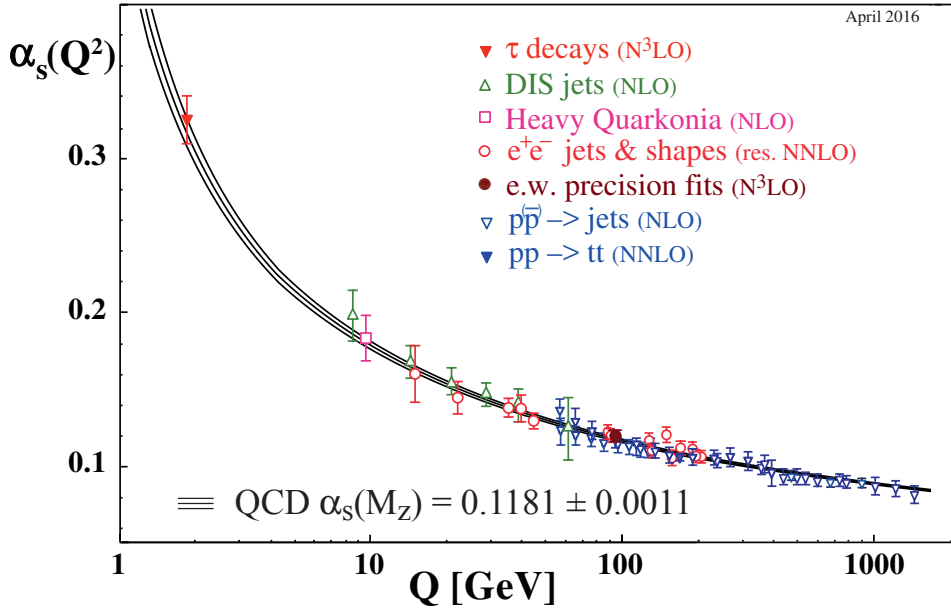 April 2016
αs(Q²)
τ decays (N³LO)
DIS jets (NLO)
Heavy Quarkonia (NLO)
e⁺e⁻ jets & shapes (res. NNLO)
e.w. precision fits (N³LO)
p(p̅) –> jets (NLO)
pp –> tt (NNLO)
0.3
0.2
0.1
QCD αs(Mz) = 0.1181 ± 0.0011
1 10 100 1000
Q [GeV]